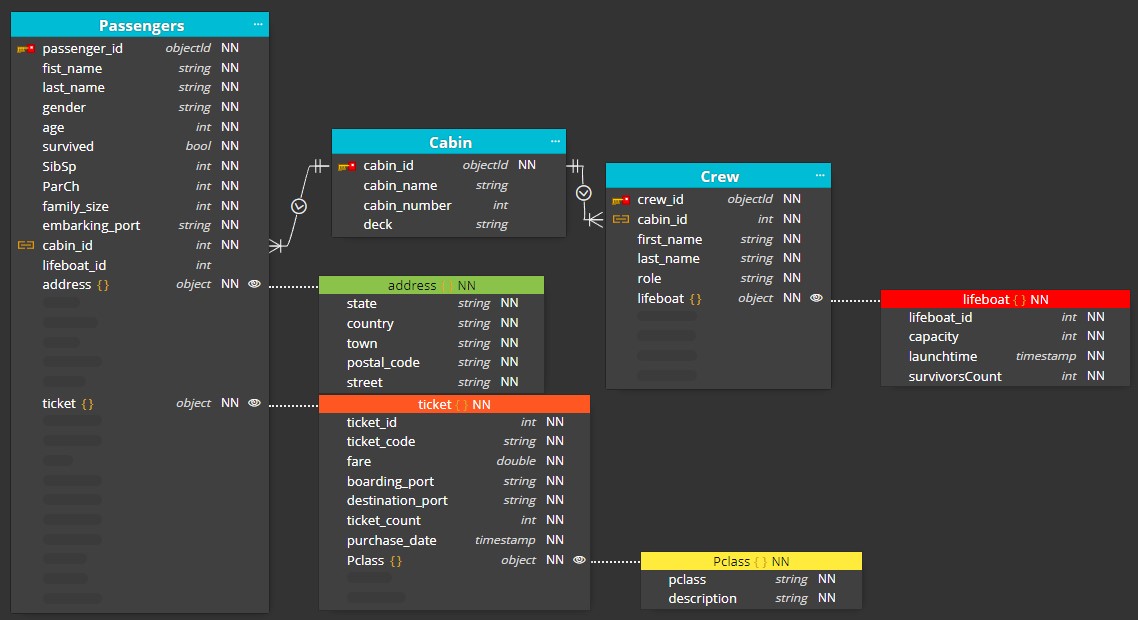 Passengers ...
passenger_id objectId NN
fist_name string NN
last_name string NN
gender string NN
age int NN
survived bool NN
SibSp int NN
ParCh int NN
family_size int NN
embarking_port string NN
cabin_id int NN
lifeboat_id int
address {} object NN
ticket {} object NN
Cabin ...
cabin_id objectId NN
cabin_name string
cabin_number int
deck string
Crew ...
crew_id objectId NN
cabin_id int NN
first_name string NN
last_name string NN
role string NN
lifeboat {} object NN
address { } NN
state string NN
country string NN
town string NN
postal_code string NN
street string NN
lifeboat { } NN
lifeboat_id int NN
capacity int NN
launchtime timestamp NN
survivorsCount int NN
ticket { } NN
ticket_id int NN
ticket_code string NN
fare double NN
boarding_port string NN
destination_port string NN
ticket_count int NN
purchase_date timestamp NN
Pclass {} object NN
Pclass { } NN
pclass string NN
description string NN